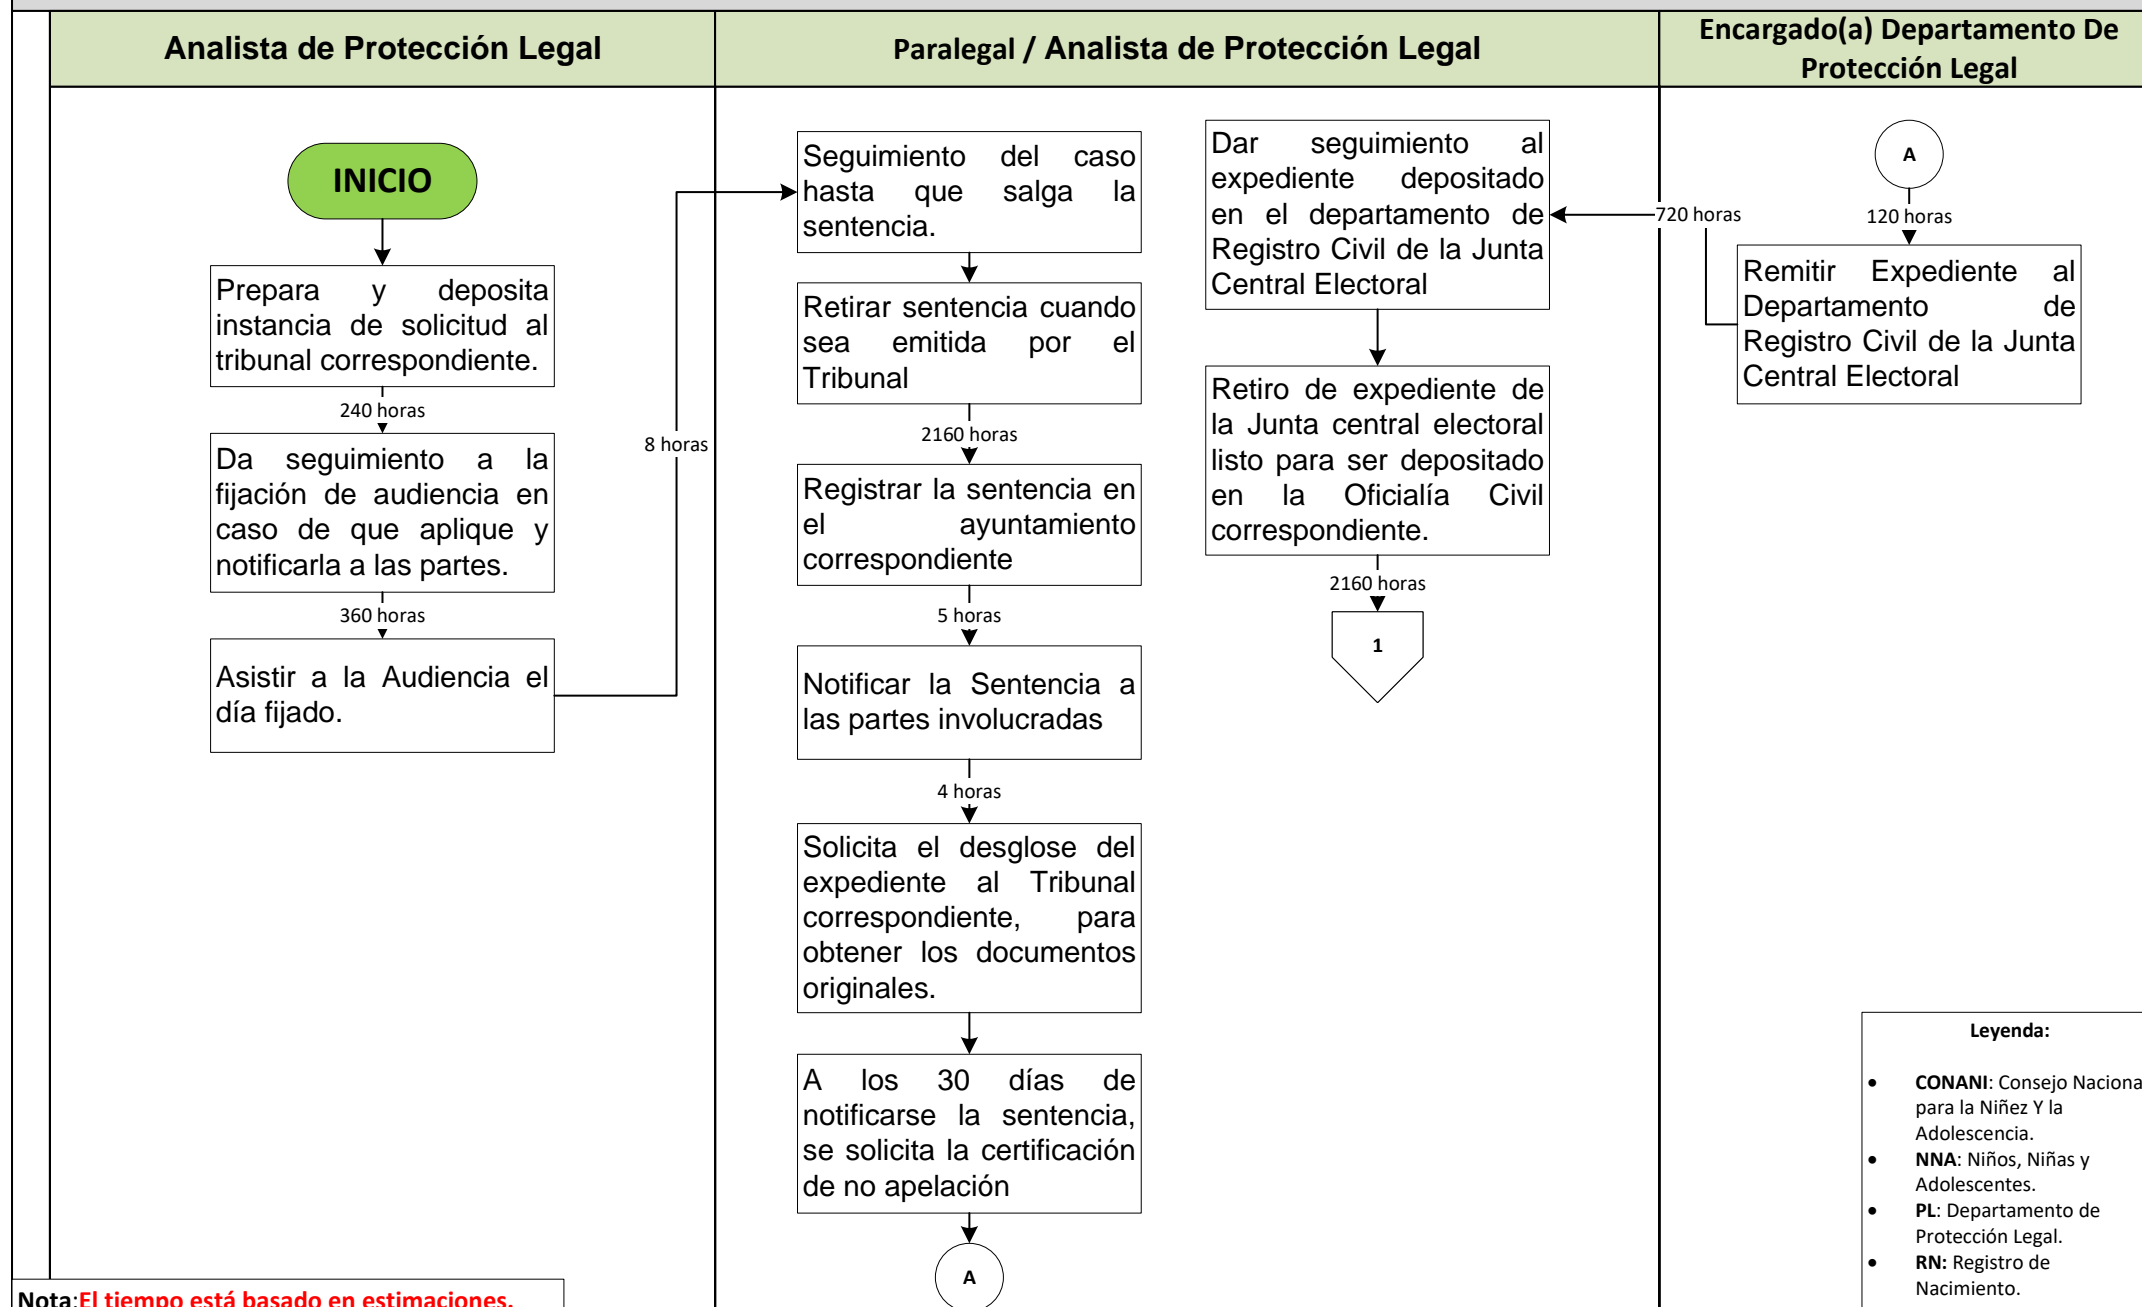 Analista de Protección Legal
Paralegal / Analista de Protección Legal
Encargado(a) Departamento De
Protección Legal
INICIO
Prepara y deposita
instancia de solicitud al
tribunal correspondiente.
240 horas
Da seguimiento a la
fijación de audiencia en
caso de que aplique y
notificarla a las partes.
360 horas
Asistir a la Audiencia el
día fijado.
8 horas
Seguimiento del caso
hasta que salga la
sentencia.
Retirar sentencia cuando
sea emitida por el
Tribunal
2160 horas
Registrar la sentencia en
el ayuntamiento
correspondiente
5 horas
Notificar la Sentencia a
las partes involucradas
4 horas
Solicita el desglose del
expediente al Tribunal
correspondiente, para
obtener los documentos
originales.
A los 30 días de
notificarse la sentencia,
se solicita la certificación
de no apelación
A
Dar seguimiento al
expediente depositado
en el departamento de
Registro Civil de la Junta
Central Electoral
Retiro de expediente de
la Junta central electoral
listo para ser depositado
en la Oficialía Civil
correspondiente.
2160 horas
1
A
120 horas
Remitir Expediente al
Departamento de
Registro Civil de la Junta
Central Electoral
720 horas
Leyenda:
• CONANI: Consejo Naciona
para la Niñez Y la
Adolescencia.
• NNA: Niños, Niñas y
Adolescentes.
• PL: Departamento de
Protección Legal.
• RN: Registro de
Nacimiento.
Nota:El tiempo está basado en estimaciones.